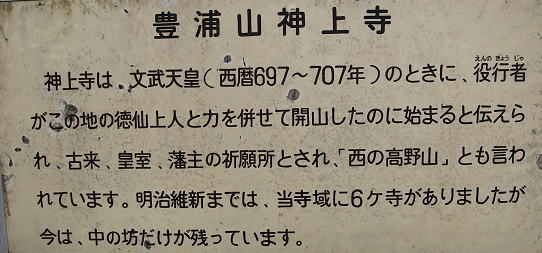 豊浦山神上寺
神上寺は、文武天皇(西暦697～707年)のときに、役行者
えんのぎょうじゃ
がこの地の徳仙上人と力を併せて開山したのに始まると伝えら
れ、古来、皇室、藩主の祈願所とされ、「西の高野山」とも言わ
れています。明治維新までは、当寺域に6ケ寺がありましたが
今は、中の坊だけが残っています。